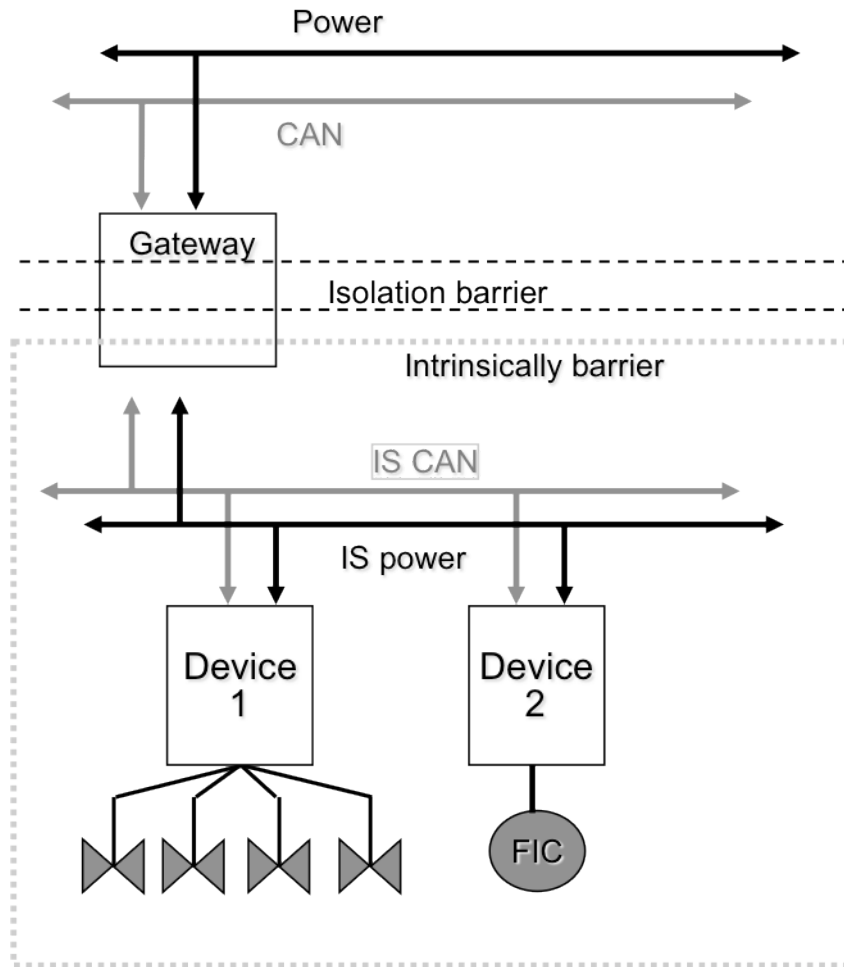 Power
CAN
Gateway
Isolation barrier
Intrinsically barrier
IS CAN
IS power
Device
1
Device
2
FIC